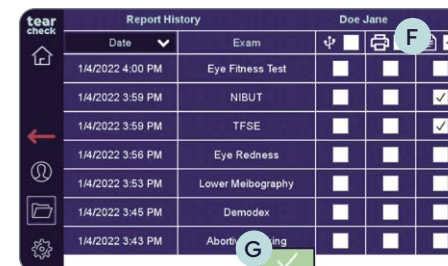 tear
check
Report History Doe Jane
Date Exam F
1/4/2022 4:00 PM Eye Fitness Test
1/4/2022 3:59 PM NIBUT
1/4/2022 3:59 PM TFSE
1/4/2022 3:56 PM Eye Redness
1/4/2022 3:53 PM Lower Meibography
1/4/2022 3:45 PM Demodex
1/4/2022 3:43 PM
G